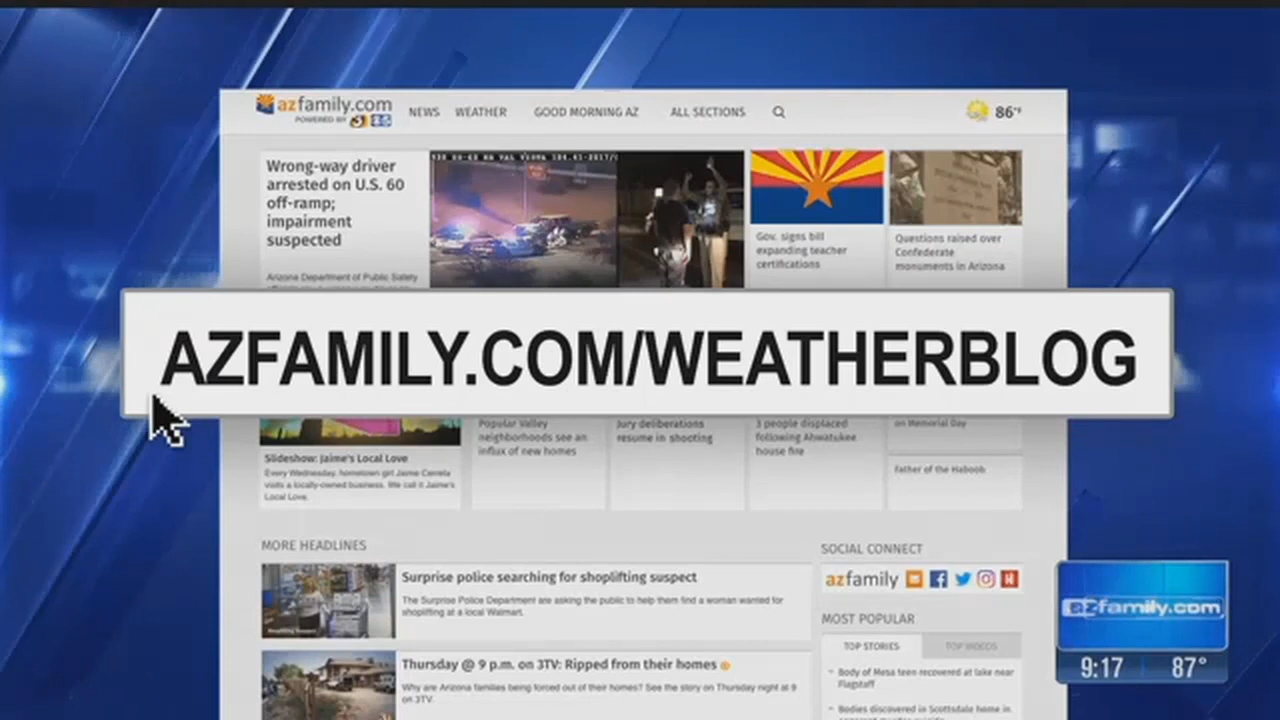 azfamily.com
POWERED BY 3 5
NEWS WEATHER GOOD MORNING AZ ALL SECTIONS
86°F
Wrong-way driver
arrested on U.S. 60
off-ramp;
impairment
suspected
Arizona Department of Public Safety
Gov. signs bill
expanding teacher
certifications
Questions raised over
Confederate
monuments in Arizona
AZFAMILY.COM/WEATHERBLOG
Slideshow: Jaime's Local Love
Every Wednesday, hometown girl Jaime Cerreta
visits a locally-owned business. We call it Jaime's
Local Love.
Popular Valley
neighborhoods see an
influx of new homes
Jury deliberations
resume in shooting
3 people displaced
following Ahwatukee
house fire
on Memorial Day
Father of the Haboob
MORE HEADLINES
Surprise police searching for shoplifting suspect
The Surprise Police Department are asking the public to help them find a woman wanted for
shoplifting at a local Walmart.
Thursday @ 9 p.m. on 3TV: Ripped from their homes
Why are Arizona families being forced out of their homes? See the story on Thursday night at 9
on 3TV.
SOCIAL CONNECT
azfamily
MOST POPULAR
TOP STORIES TOP VIDEOS
Body of Mesa teen recovered at lake near
Flagstaff
Bodies discovered in Scottsdale home in
azfamily.com
9:17 87°